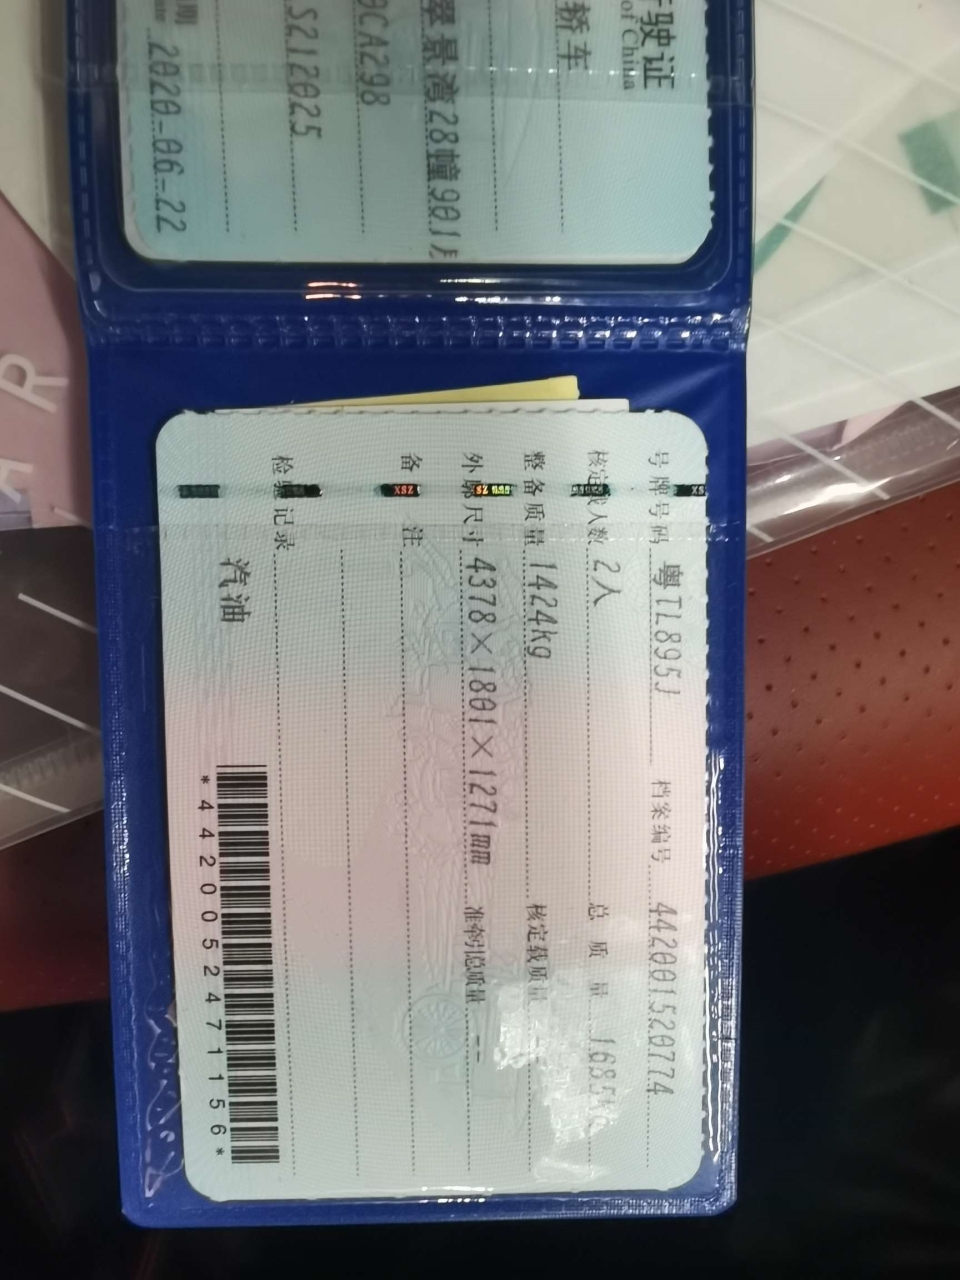 驶证
of China
轿车
翠景湾28幢901房
0CA298
S212025
2020-06-22
号牌号码 粤TL895J 档案编号 442001520774
核定载人数 2人 总质量 1685kg
整备质量 1424kg 核定载质量
外廓尺寸 4378×1801×1271mm 准牵引总质量 --
备注
检验记录
汽油
*4420052471156*
AR